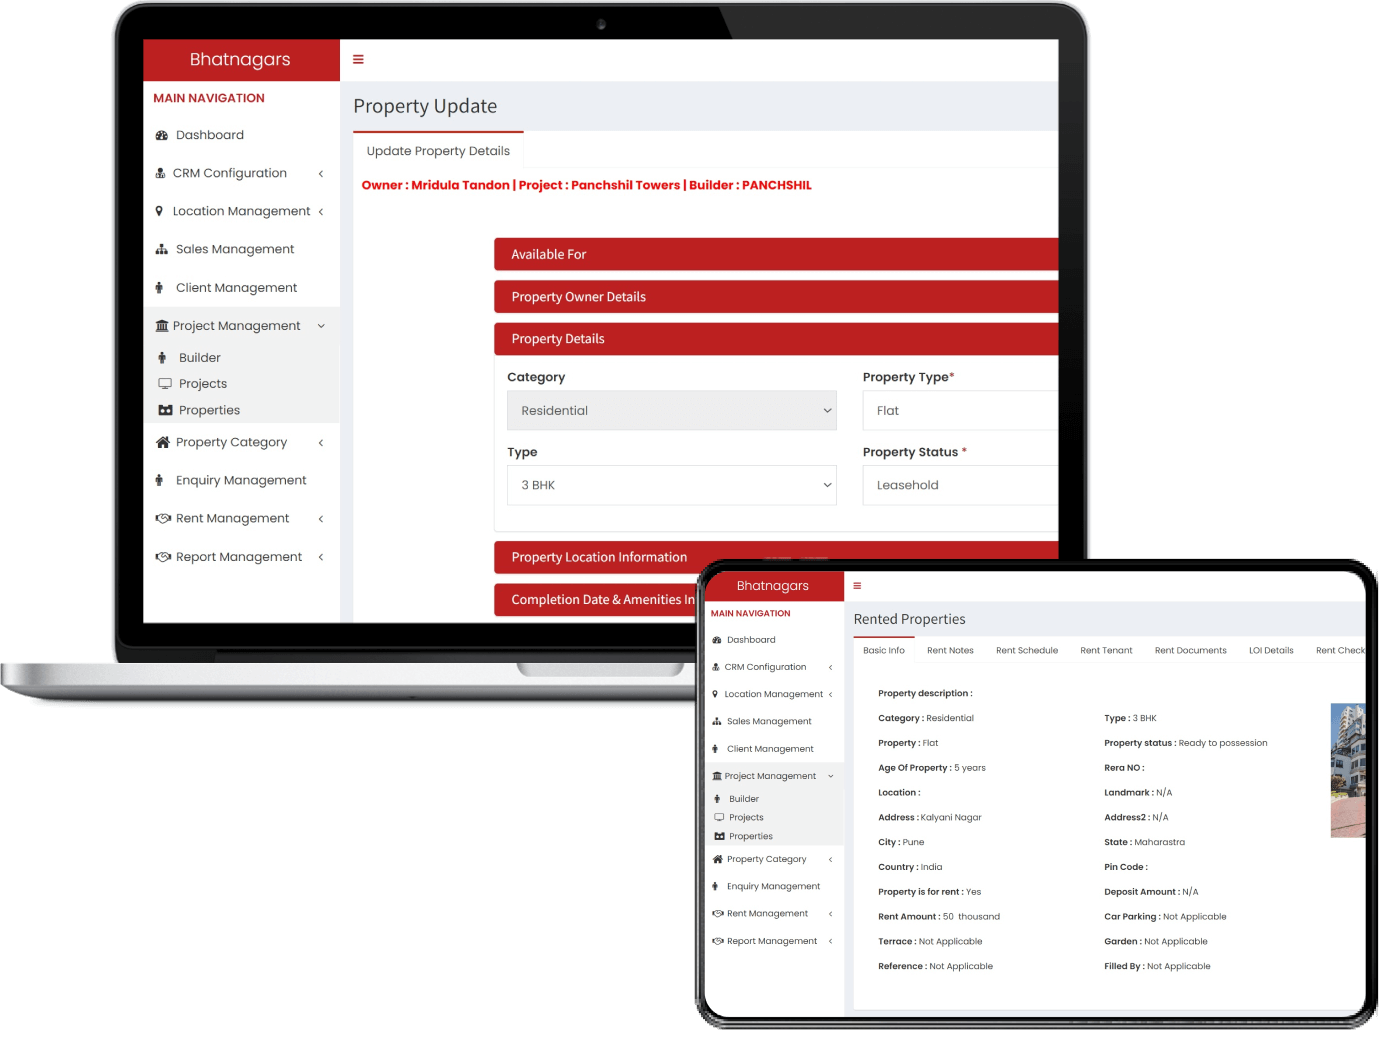 Bhatnagars
MAIN NAVIGATION
Dashboard
CRM Configuration
Location Management
Sales Management
Client Management
Project Management
Builder
Projects
Properties
Property Category
Enquiry Management
Rent Management
Report Management
Property Update
Update Property Details
Owner : Mridula Tandon | Project : Panchshil Towers | Builder : PANCHSHIL
Available For
Property Owner Details
Property Details
Category Property Type*
Residential Flat
Type Property Status *
3 BHK Leasehold
Property Location Information
Completion Date & Amenities In
Bhatnagars
MAIN NAVIGATION
Dashboard
CRM Configuration
Location Management
Sales Management
Client Management
Project Management
Builder
Projects
Properties
Property Category
Enquiry Management
Rent Management
Report Management
Rented Properties
Basic Info Rent Notes Rent Schedule Rent Tenant Rent Documents LOI Details Rent Check
Property description :
Category : Residential Type : 3 BHK
Property : Flat Property status : Ready to possession
Age Of Property : 5 years Rera NO :
Location : Landmark : N/A
Address : Kalyani Nagar Address2 : N/A
City : Pune State : Maharastra
Country : India Pin Code :
Property is for rent : Yes Deposit Amount : N/A
Rent Amount : 50 thousand Car Parking : Not Applicable
Terrace : Not Applicable Garden : Not Applicable
Reference : Not Applicable Filled By : Not Applicable